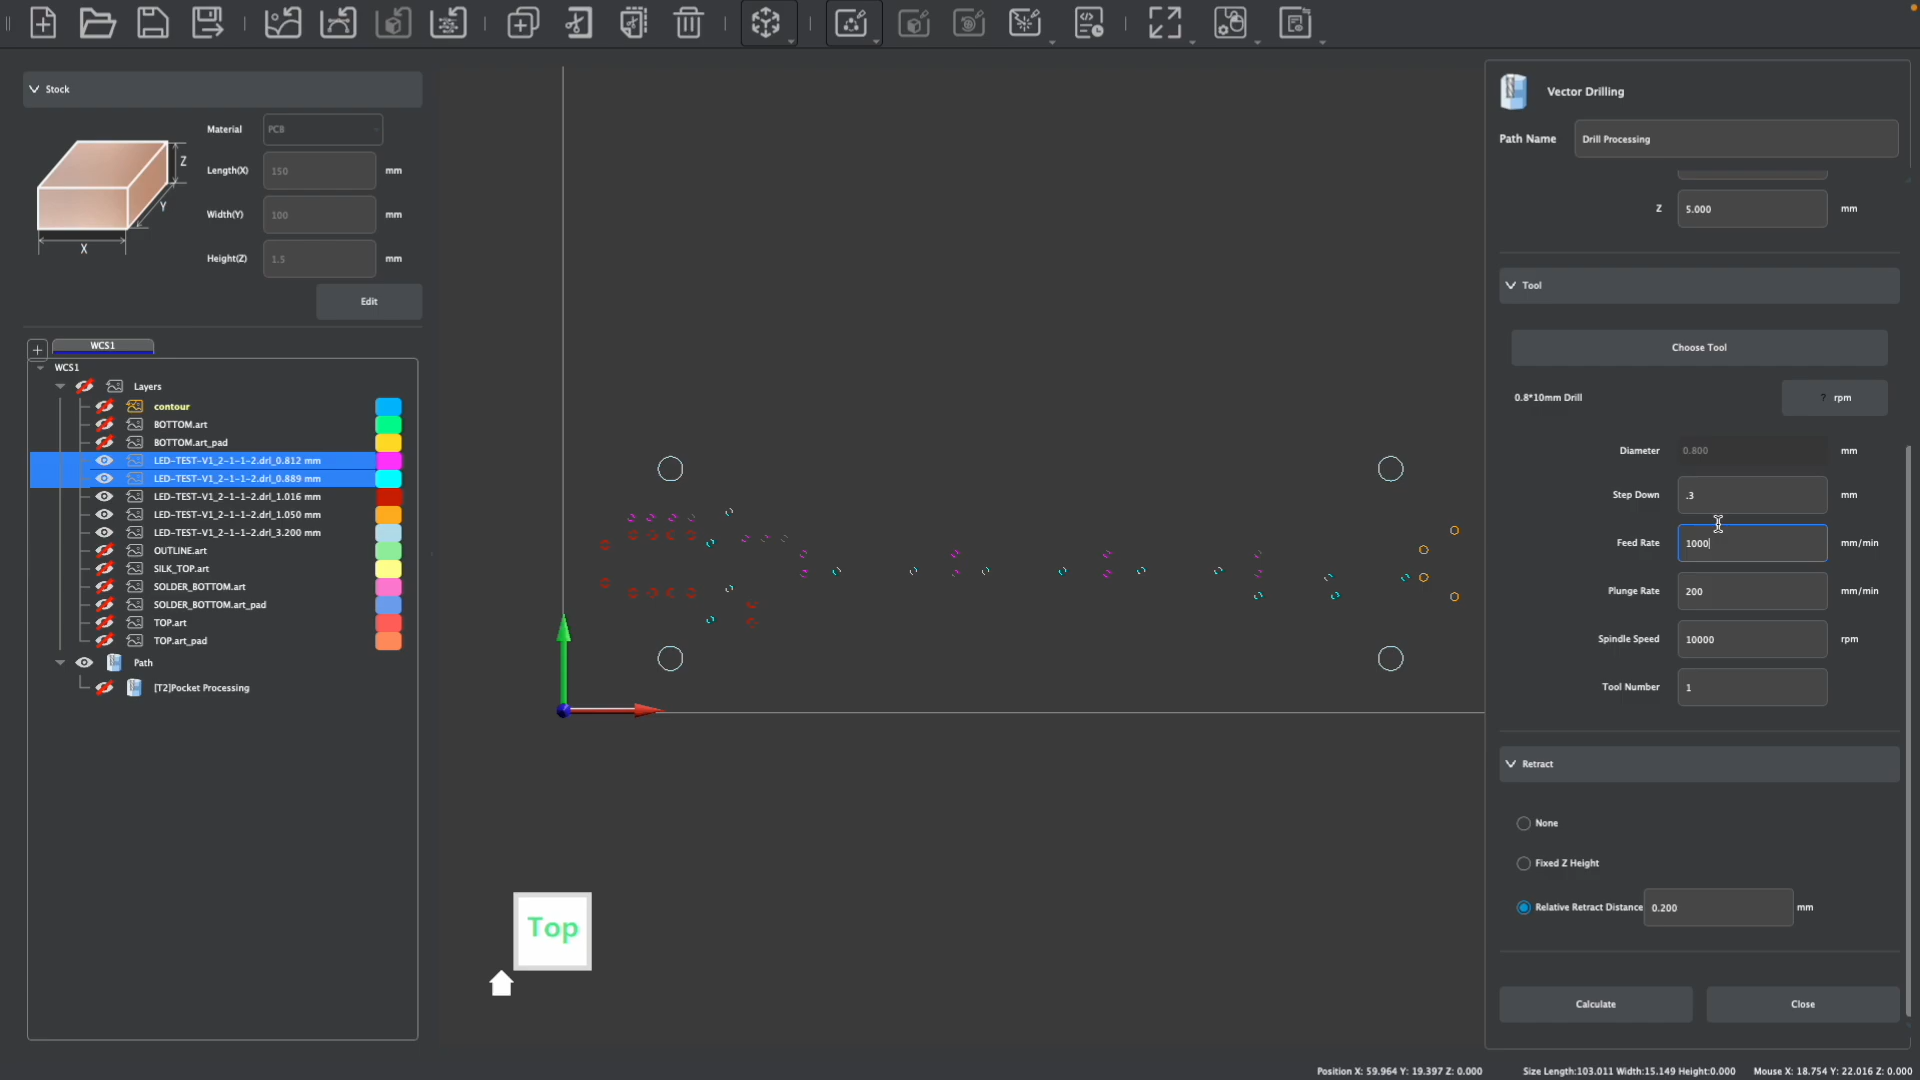 Stock
Material PCB
Length(X) 150 mm
Width(Y) 100 mm
Height(Z) 1.5 mm
Z
Y
X
Edit
WCS1
WCS1
Layers
contour
BOTTOM.art
BOTTOM.art_pad
LED-TEST-V1_2-1-1-2.drl_0.812 mm
LED-TEST-V1_2-1-1-2.drl_0.889 mm
LED-TEST-V1_2-1-1-2.drl_1.016 mm
LED-TEST-V1_2-1-1-2.drl_1.050 mm
LED-TEST-V1_2-1-1-2.drl_3.200 mm
OUTLINE.art
SILK_TOP.art
SOLDER_BOTTOM.art
SOLDER_BOTTOM.art_pad
TOP.art
TOP.art_pad
Path
[T2]Pocket Processing
Top
Vector Drilling
Path Name Drill Processing
Z 5.000 mm
Tool
Choose Tool
0.8*10mm Drill ? rpm
Diameter 0.800 mm
Step Down .3 mm
Feed Rate 1000 mm/min
Plunge Rate 200 mm/min
Spindle Speed 10000 rpm
Tool Number 1
Retract
None
Fixed Z Height
Relative Retract Distance 0.200 mm
Calculate Close
Position X: 59.964 Y: 19.397 Z: 0.000 Size Length:103.011 Width:15.149 Height:0.000 Mouse X: 18.754 Y: 22.016 Z: 0.000